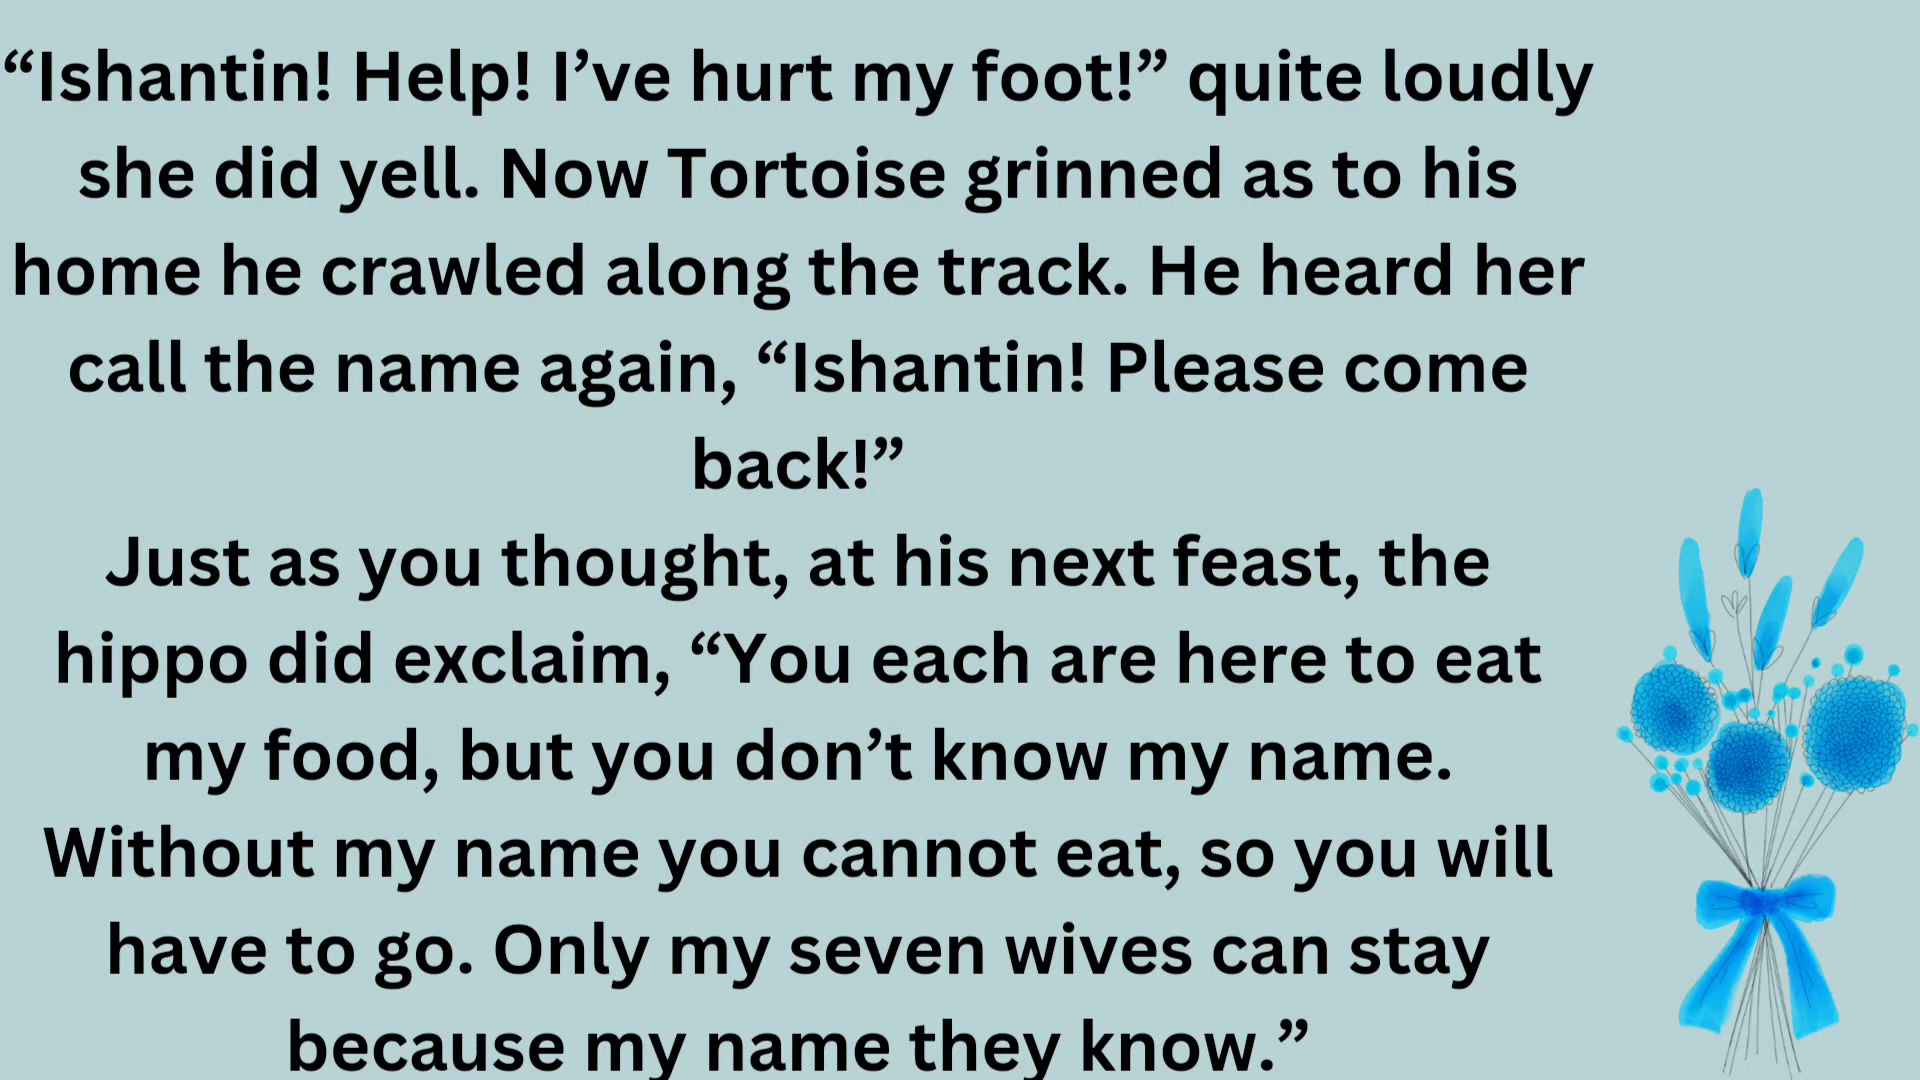 “Ishantin! Help! I’ve hurt my foot!” quite loudly
she did yell. Now Tortoise grinned as to his
home he crawled along the track. He heard her
call the name again, “Ishantin! Please come
back!”
Just as you thought, at his next feast, the
hippo did exclaim, “You each are here to eat
my food, but you don’t know my name.
Without my name you cannot eat, so you will
have to go. Only my seven wives can stay
because my name they know.”